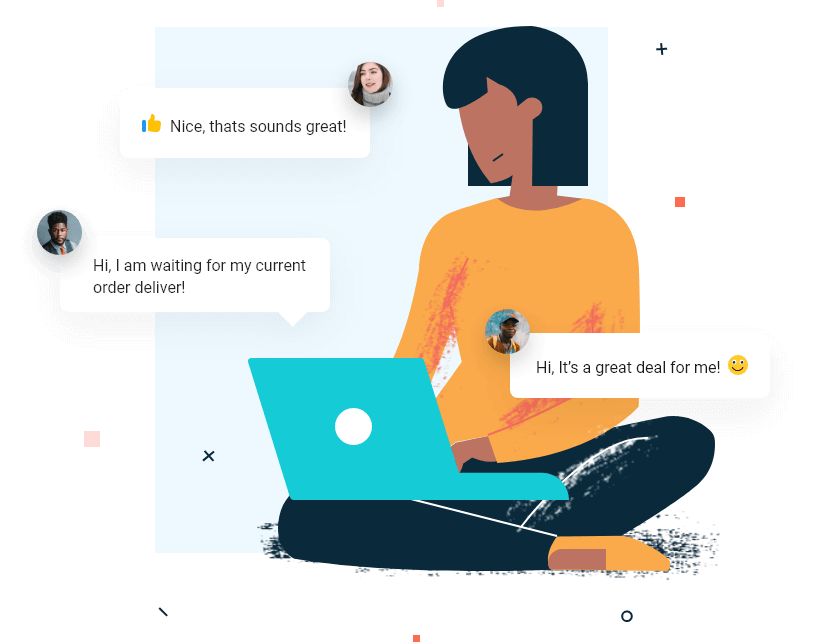 Nice, thats sounds great!
Hi, I am waiting for my current
order deliver!
Hi, It's a great deal for me!